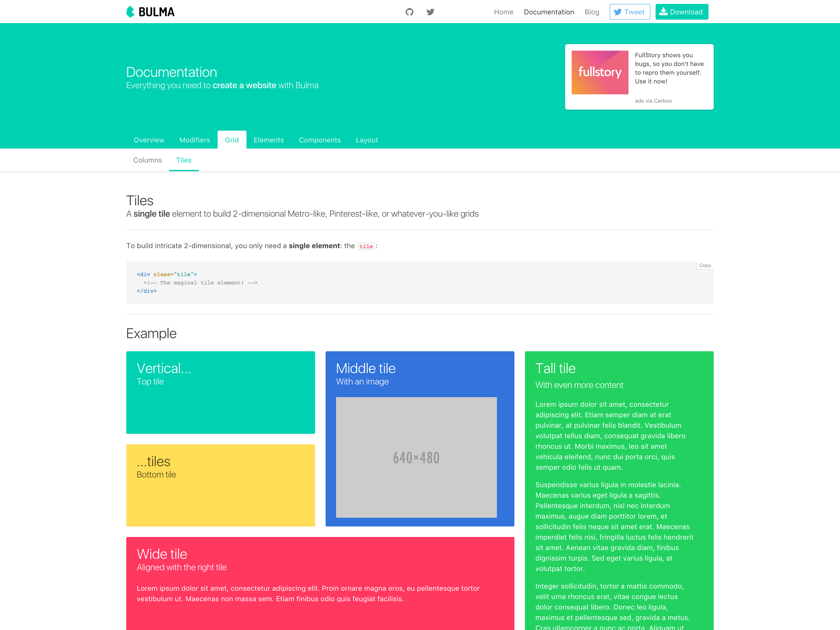 BULMA
Home
Documentation
Blog
Tweet
Download
Documentation
Everything you need to create a website with Bulma
fullstory
FullStory shows you
bugs, so you don't have
to repro them yourself.
Use it now!
ads via Carbon
Overview
Modifiers
Grid
Elements
Components
Layout
Columns
Tiles
Tiles
A single tile element to build 2-dimensional Metro-like, Pinterest-like, or whatever-you-like grids
To build intricate 2-dimensional, you only need a single element: the tile :
Copy
<div class="tile">
<!-- The magical tile element! -->
</div>
Example
Vertical...
Top tile
...tiles
Bottom tile
Middle tile
With an image
640×480
Wide tile
Aligned with the right tile
Lorem ipsum dolor sit amet, consectetur adipiscing elit. Proin ornare magna eros, eu pellentesque tortor
vestibulum ut. Maecenas non massa sem. Etiam finibus odio quis feugiat facilisis.
Tall tile
With even more content
Lorem ipsum dolor sit amet, consectetur
adipiscing elit. Etiam semper diam at erat
pulvinar, at pulvinar felis blandit. Vestibulum
volutpat tellus diam, consequat gravida libero
rhoncus ut. Morbi maximus, leo sit amet
vehicula eleifend, nunc dui porta orci, quis
semper odio felis ut quam.
Suspendisse varius ligula in molestie lacinia.
Maecenas varius eget ligula a sagittis.
Pellentesque interdum, nisl nec interdum
maximus, augue diam porttitor lorem, et
sollicitudin felis neque sit amet erat. Maecenas
imperdiet felis nisi, fringilla luctus felis hendrerit
sit amet. Aenean vitae gravida diam, finibus
dignissim turpis. Sed eget varius ligula, at
volutpat tortor.
Integer sollicitudin, tortor a mattis commodo,
velit urna rhoncus erat, vitae congue lectus
dolor consequat libero. Donec leo ligula,
maximus et pellentesque sed, gravida a metus.
Cras ullamcorper a nunc ac porta. Aliquam ut